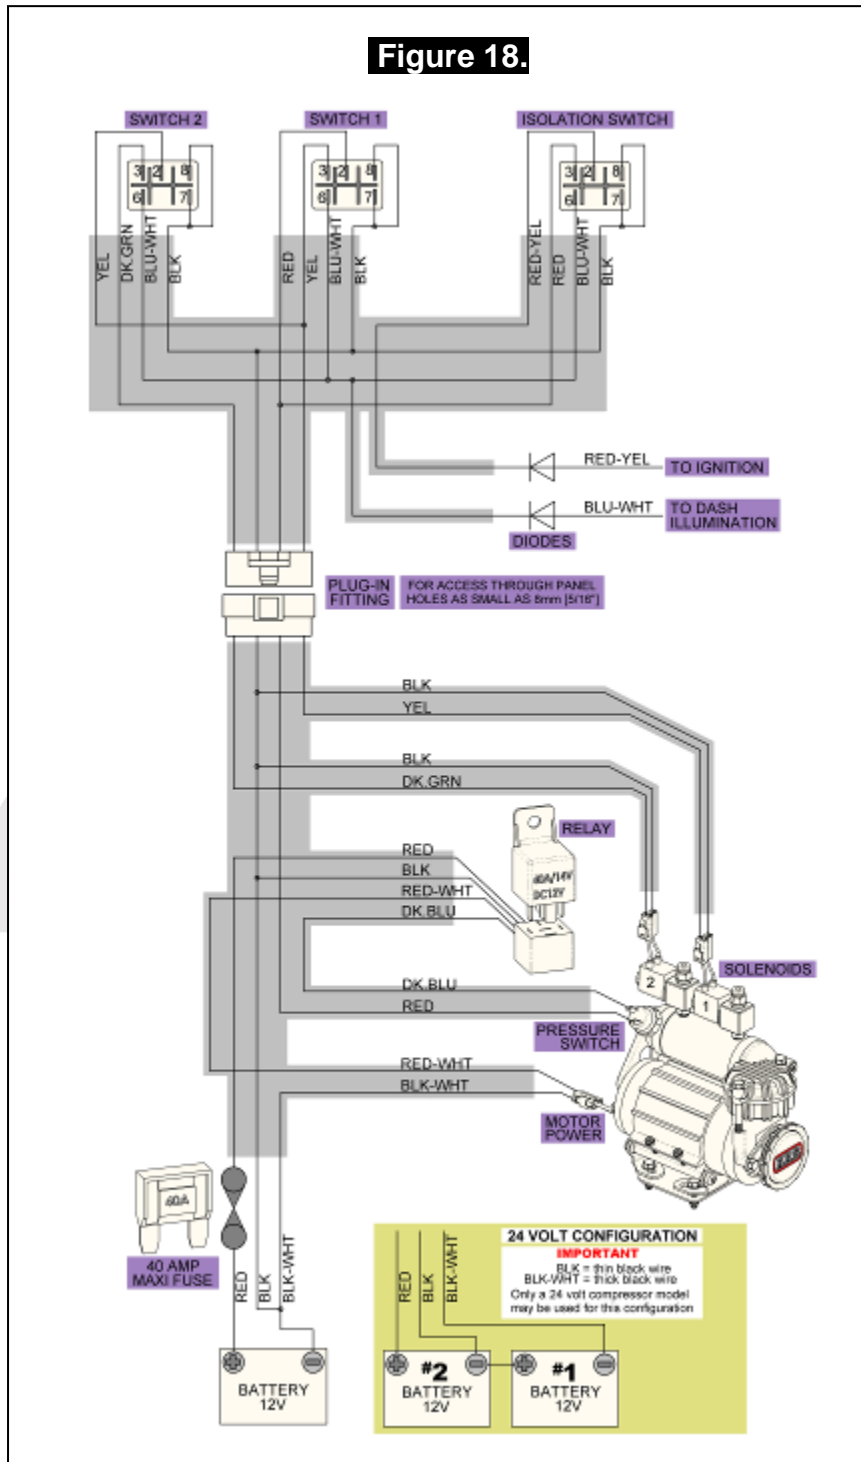 Figure 18.
SWITCH 2
SWITCH 1
ISOLATION SWITCH
3 2 8
6 7
3 2 8
6 7
3 2 8
6 7
YEL
DK.GRN
BLU-WHT
BLK
RED
YEL
BLU-WHT
BLK
RED-YEL
RED
BLU-WHT
BLK
RED-YEL
TO IGNITION
BLU-WHT
TO DASH
ILLUMINATION
DIODES
PLUG-IN
FITTING
FOR ACCESS THROUGH PANEL
HOLES AS SMALL AS 8mm [5/16"]
BLK
YEL
BLK
DK.GRN
RELAY
RED
BLK
RED-WHT
DK.BLU
40A/14V
DC12V
SOLENOIDS
2
1
DK.BLU
RED
PRESSURE
SWITCH
RED-WHT
BLK-WHT
MOTOR
POWER
40A
40 AMP
MAXI FUSE
RED
BLK
BLK-WHT
BATTERY
12V
24 VOLT CONFIGURATION
IMPORTANT
BLK = thin black wire
BLK-WHT = thick black wire
Only a 24 volt compressor model
may be used for this configuration
RED
BLK
BLK-WHT
#2
BATTERY
12V
#1
BATTERY
12V